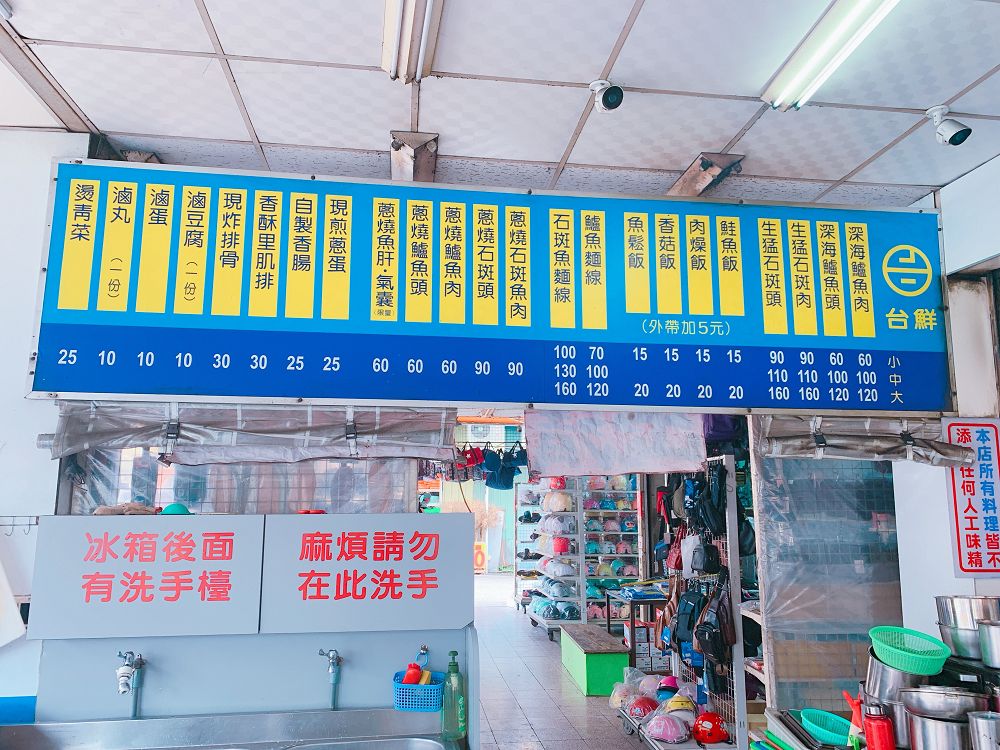 台鮮
小
中
大
深海鱸魚肉
60
100
120
深海鱸魚頭
60
100
120
生猛石斑肉
90
110
160
生猛石斑頭
90
110
160
鮭魚飯
15
20
肉燥飯
15
20
香菇飯
15
20
魚鬆飯
15
20
(外帶加5元)
鱸魚麵線
70
100
120
石斑魚麵線
100
130
160
蔥燒石斑魚肉
90
蔥燒石斑頭
90
蔥燒鱸魚肉
60
蔥燒鱸魚頭
60
蔥燒魚肝·氣囊
(限量)
60
現煎蔥蛋
25
自製香腸
25
香酥里肌排
30
現炸排骨
30
滷豆腐（一份）
10
滷蛋
10
滷丸（一份）
10
燙青菜
25
冰箱後面
有洗手檯
麻煩請勿
在此洗手
本店所有料理皆不
添任何人工味精